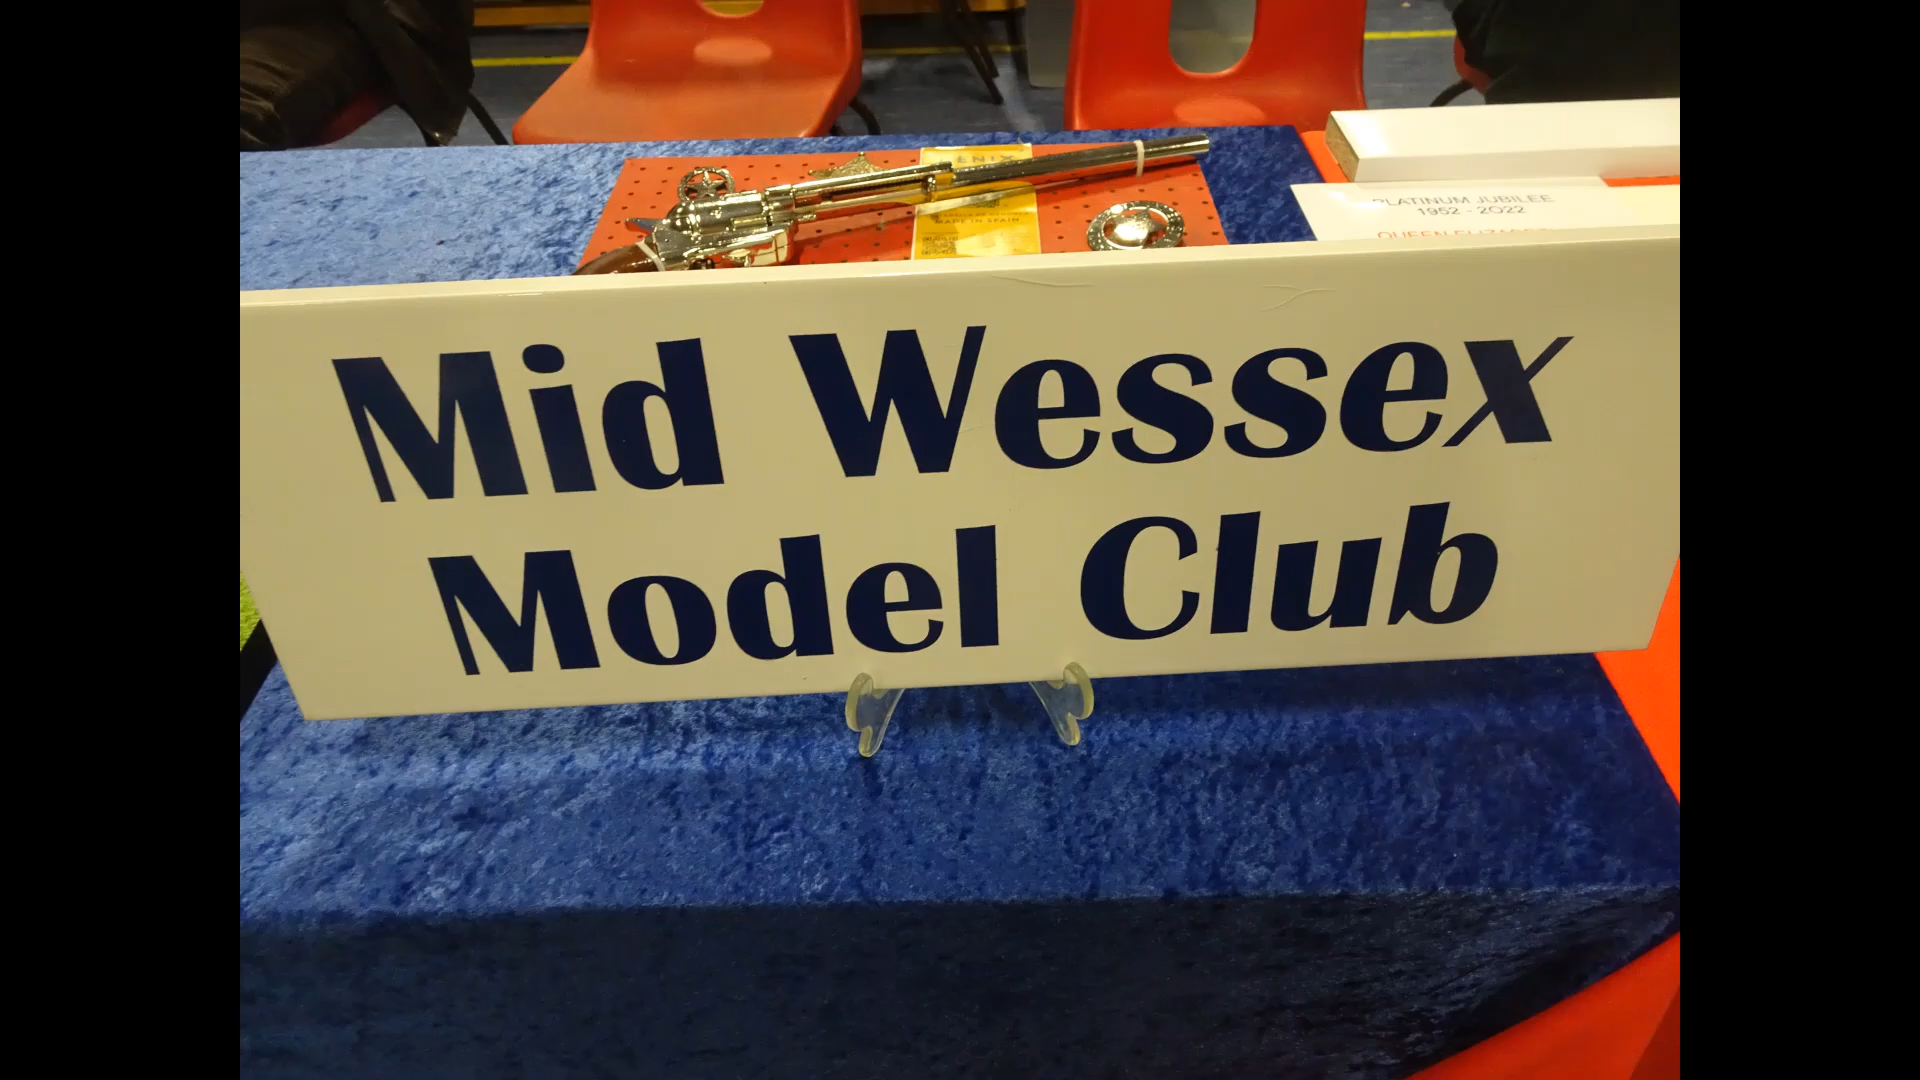 MADE IN SPAIN
PLATINUM JUBILEE
1952 - 2022
Mid Wessex
Model Club